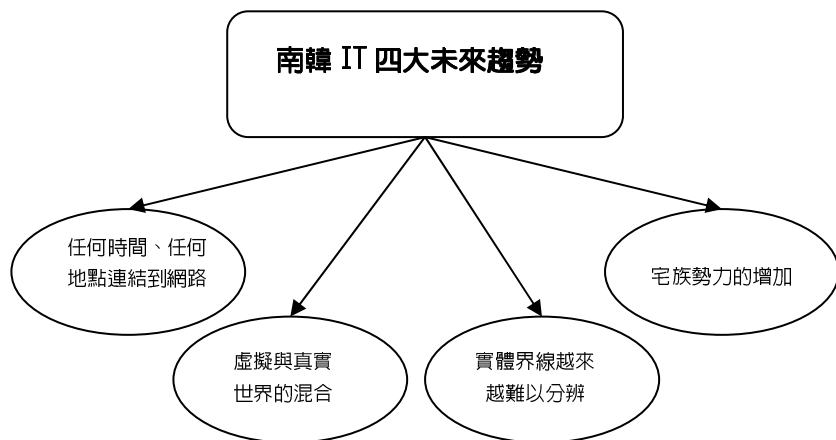 南韓 IT 四大未來趨勢
任何時間、任何
地點連結到網路
虛擬與真實
世界的混合
實體界線越來
越難以分辨
宅族勢力的增加